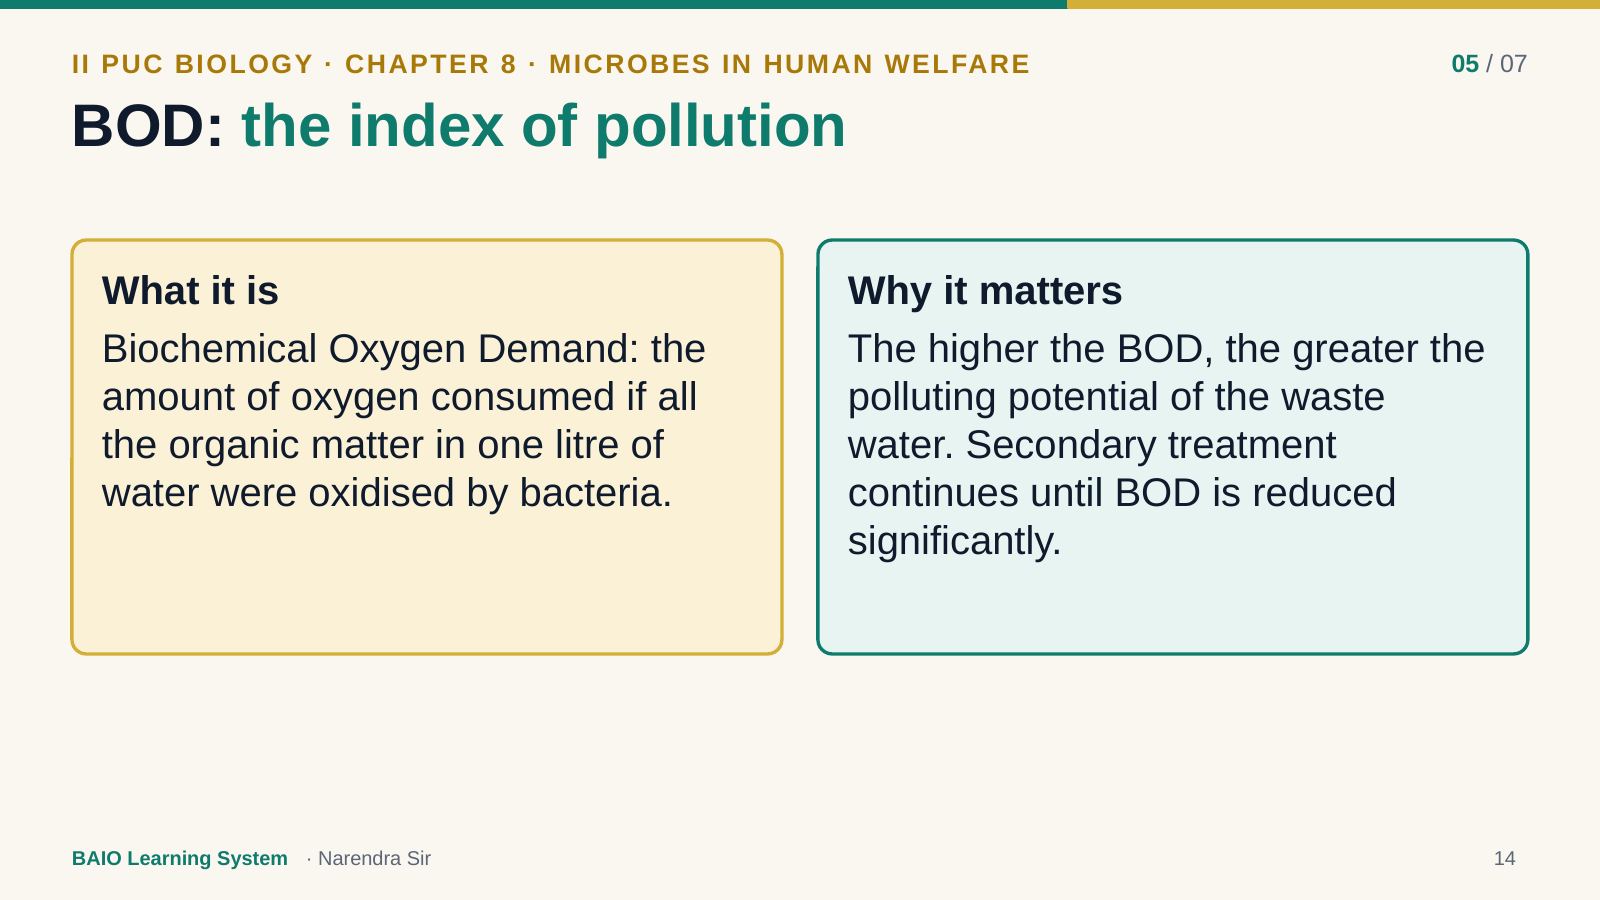 II PUC BIOLOGY · CHAPTER 8 · MICROBES IN HUMAN WELFARE
05 / 07
BOD: the index of pollution
What it is
Biochemical Oxygen Demand: the
amount of oxygen consumed if all
the organic matter in one litre of
water were oxidised by bacteria.
Why it matters
The higher the BOD, the greater the
polluting potential of the waste
water. Secondary treatment
continues until BOD is reduced
significantly.
BAIO Learning System · Narendra Sir
14